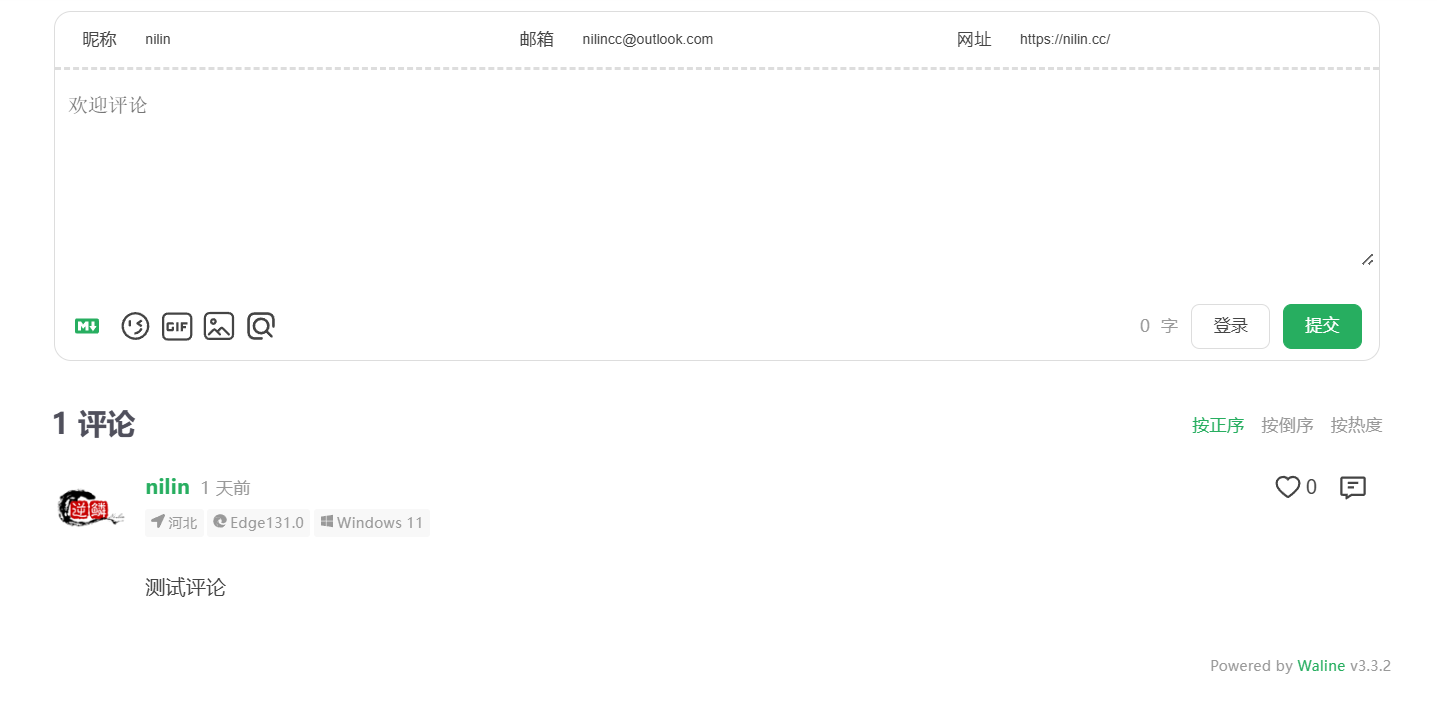 昵称 nilin 邮箱 nilincc@outlook.com 网址 https://nilin.cc/
欢迎评论
M GIF 0 字 登录 提交
1 评论 按正序 按倒序 按热度
逆鳞 nilin 1 天前 0
河北 Edge131.0 Windows 11
测试评论
Powered by Waline v3.3.2